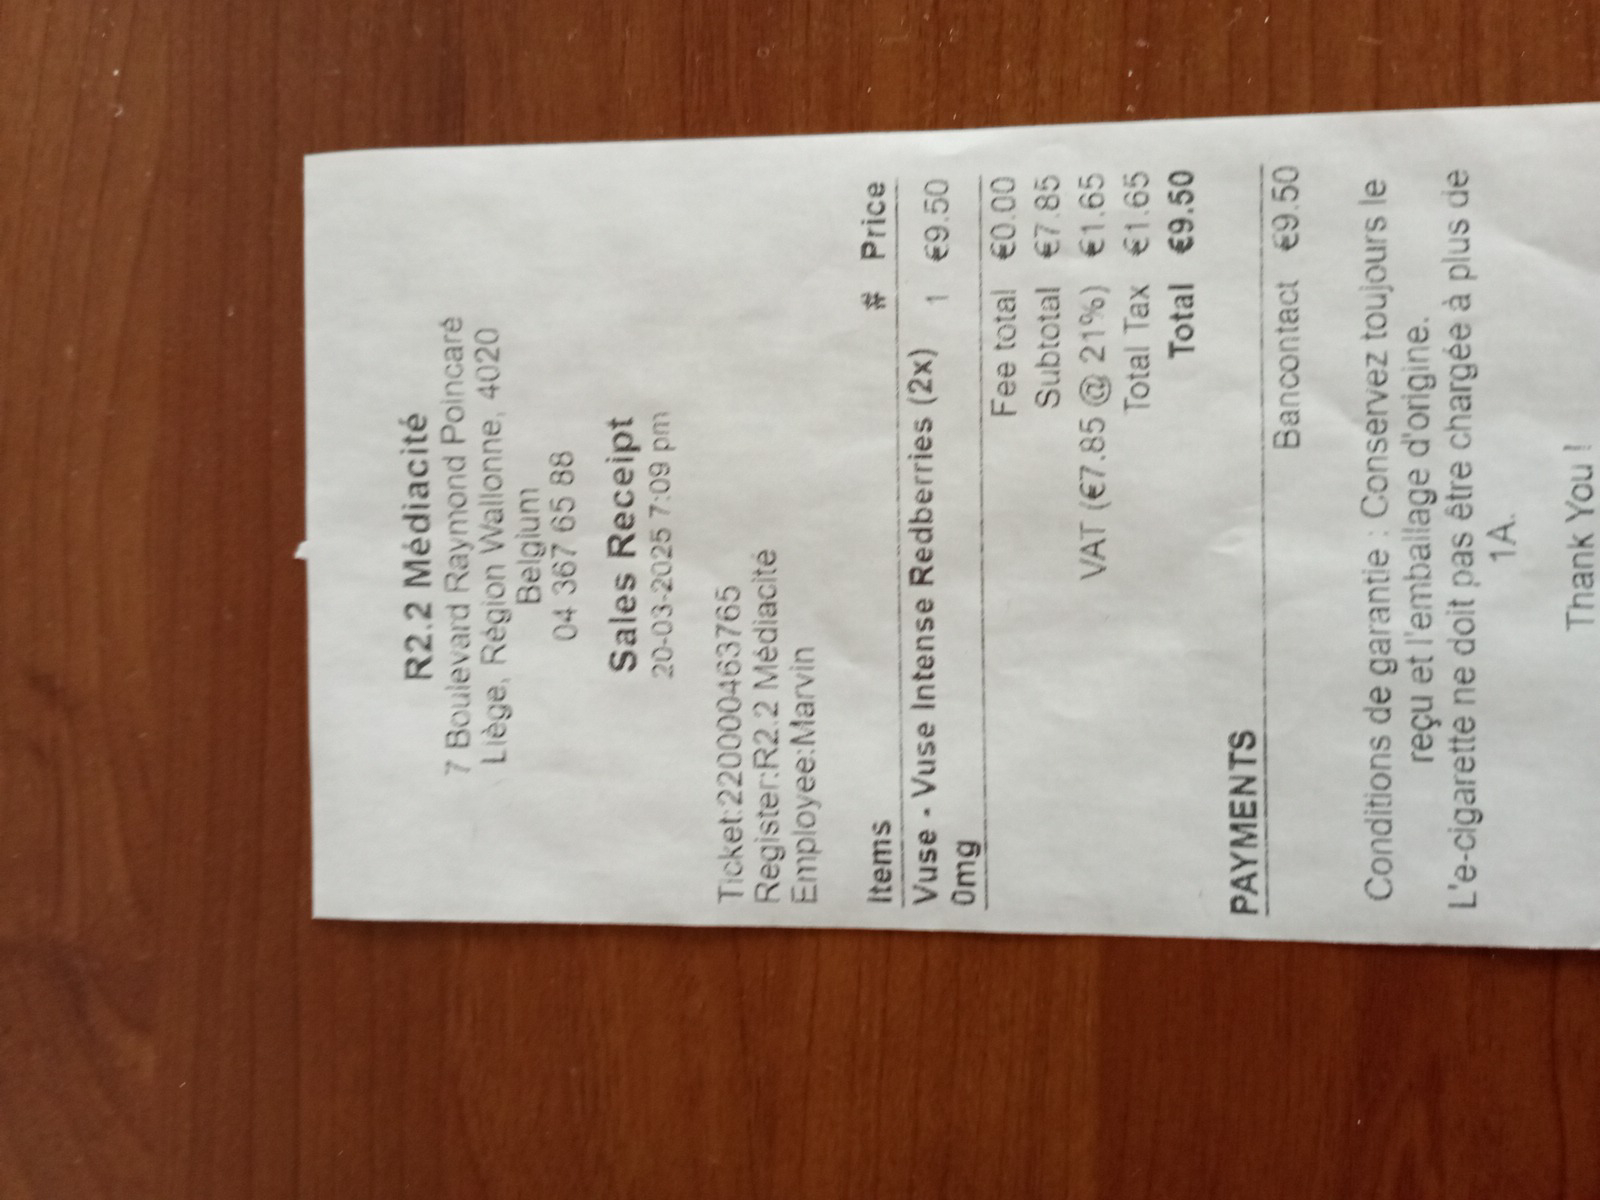 R2.2 Médiacité
7 Boulevard Raymond Poincaré
Liège, Région Wallonne, 4020
Belgium
04 367 65 88
Sales Receipt
20-03-2025 7:09 pm
Ticket:220000463765
Register:R2.2 Médiacité
Employee:Marvin
Items # Price
Vuse - Vuse Intense Redberries (2x) 1 €9.50
0mg
Fee total €0.00
Subtotal €7.85
VAT (€7.85 @ 21%) €1.65
Total Tax €1.65
Total €9.50
PAYMENTS
Bancontact €9.50
Conditions de garantie : Conservez toujours le
reçu et l'emballage d'origine.
L'e-cigarette ne doit pas être chargée à plus de
1A.
Thank You !